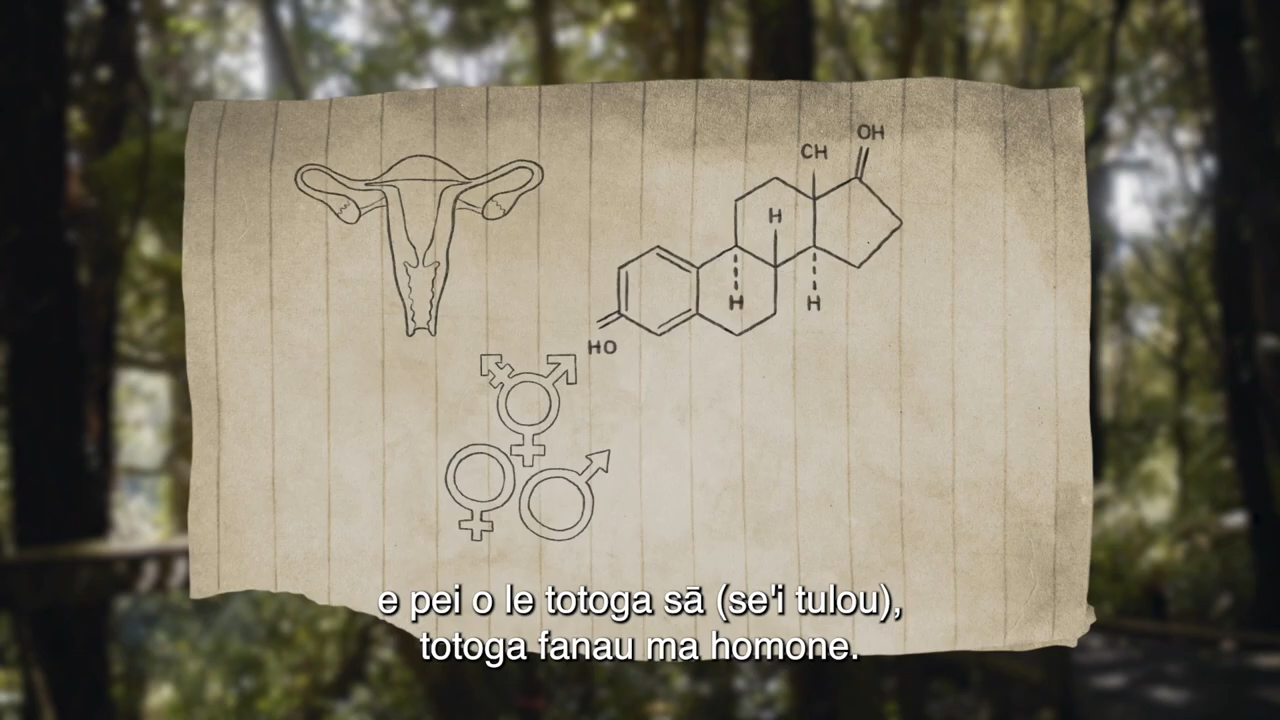 OH
CH
H
H
H
HO
e pei o le totoga sā (se'i tulou),
totoga fanau ma homone.